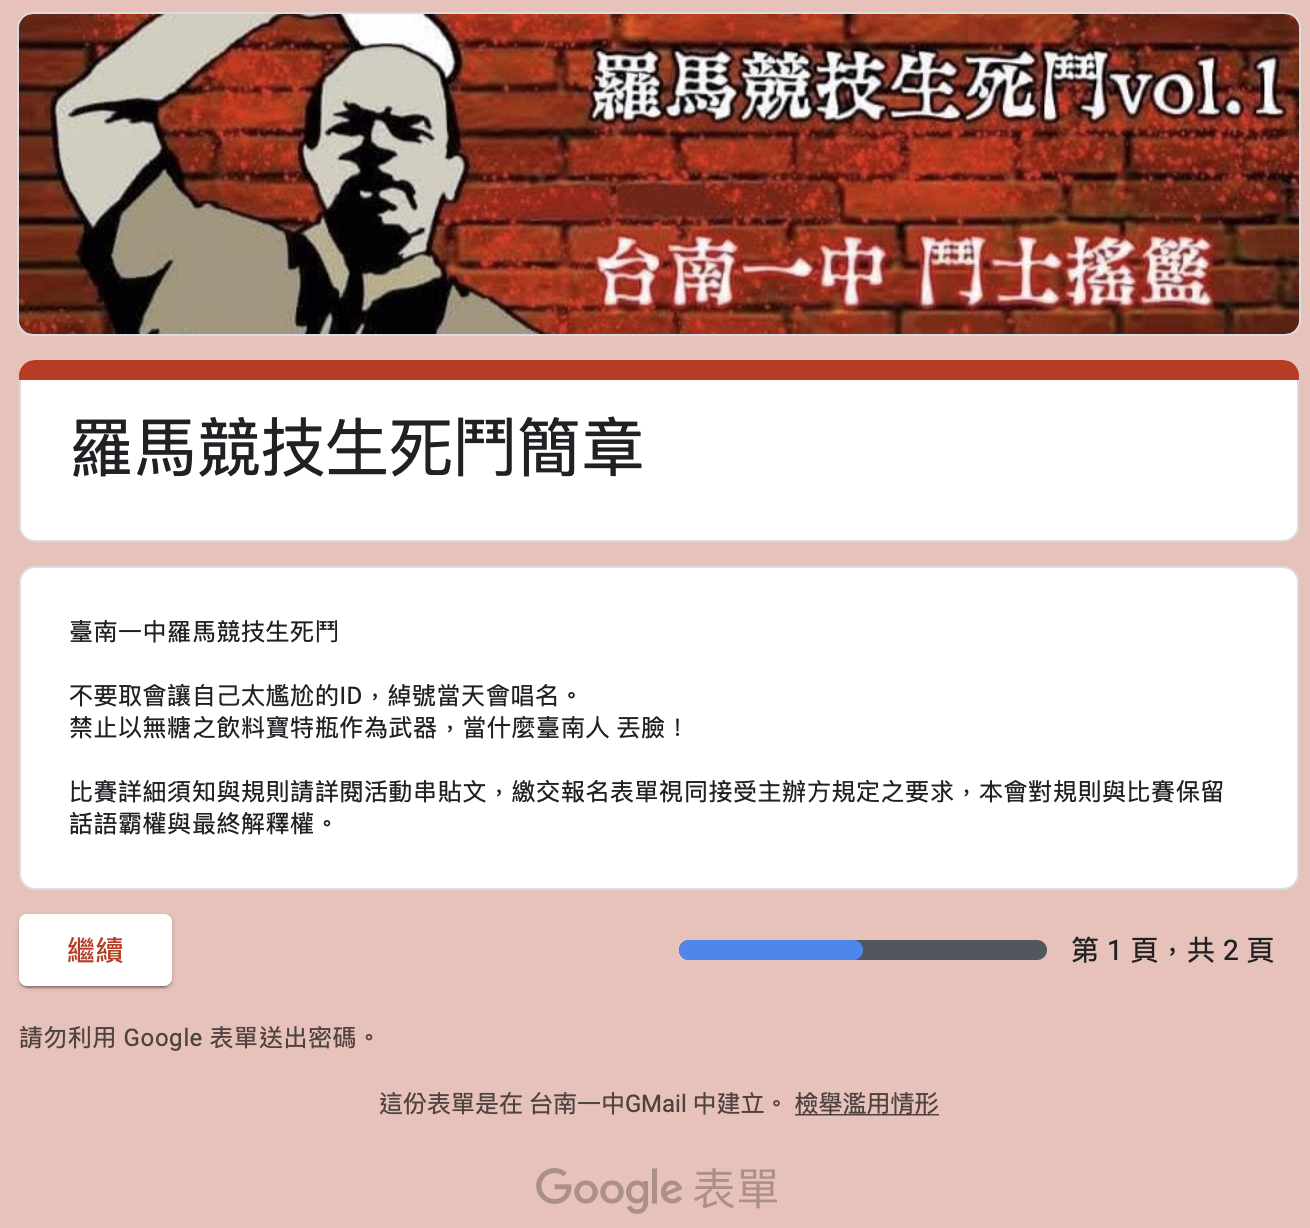 羅馬競技生死鬥vol.1
台南一中 鬥士搖籃
羅馬競技生死鬥簡章
臺南一中羅馬競技生死鬥
不要取會讓自己太尷尬的ID，綽號當天會唱名。
禁止以無糖之飲料寶特瓶作為武器，當什麼臺南人 丟臉！
比賽詳細須知與規則請詳閱活動串貼文，繳交報名表單視同接受主辦方規定之要求，本會對規則與比賽保留
話語霸權與最終解釋權。
繼續
第 1 頁，共 2 頁
請勿利用 Google 表單送出密碼。
這份表單是在 台南一中GMail 中建立。 檢舉濫用情形
Google 表單